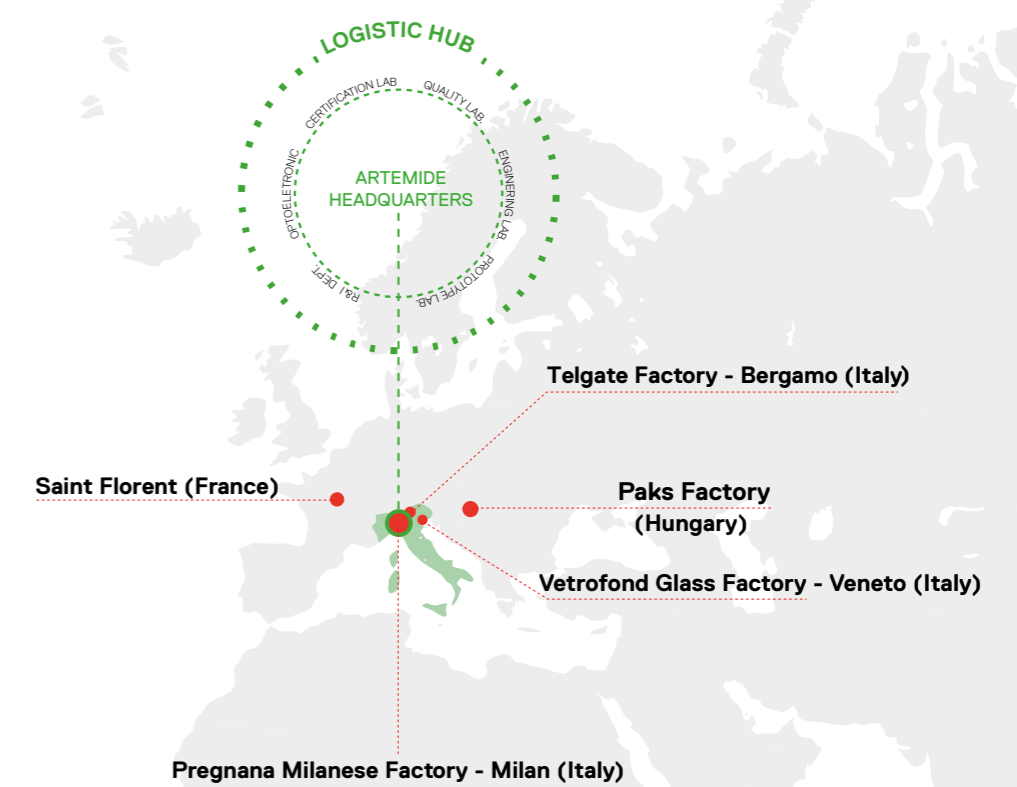 LOGISTIC HUB
CERTIFICATION LAB
QUALITY LAB.
OPTOELETRONIC
ENGINERING LAB.
ARTEMIDE
HEADQUARTERS
R&I DEPT.
PROTOTYPE LAB.
Telgate Factory - Bergamo (Italy)
Saint Florent (France)
Paks Factory
(Hungary)
Vetrofond Glass Factory - Veneto (Italy)
Pregnana Milanese Factory - Milan (Italy)